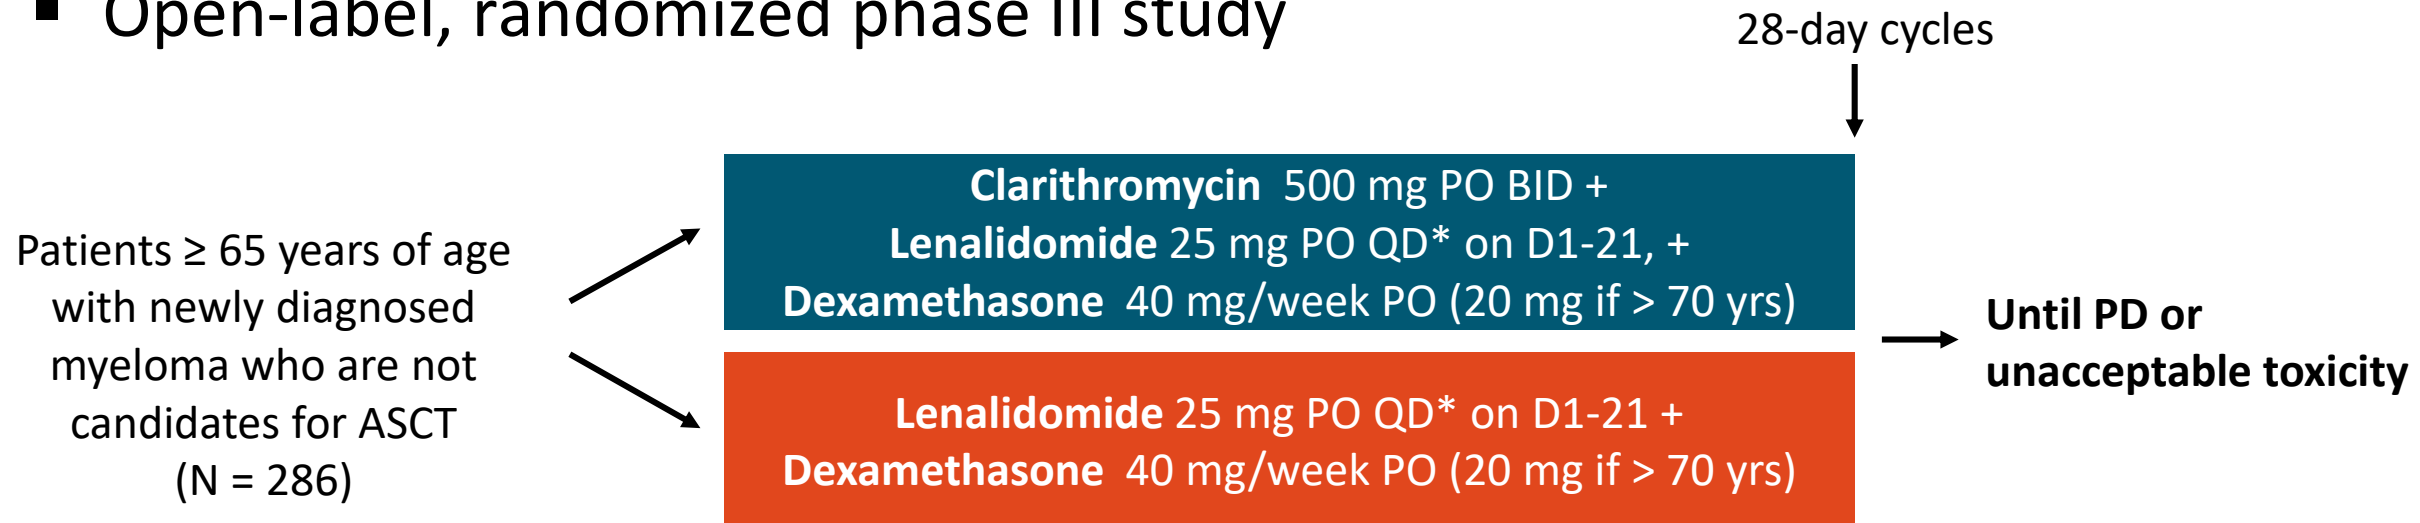 ▪ Open-label, randomized phase III study
28-day cycles
Patients ≥ 65 years of age
with newly diagnosed
myeloma who are not
candidates for ASCT
(N = 286)
Clarithromycin 500 mg PO BID +
Lenalidomide 25 mg PO QD* on D1-21, +
Dexamethasone 40 mg/week PO (20 mg if > 70 yrs)
Lenalidomide 25 mg PO QD* on D1-21 +
Dexamethasone 40 mg/week PO (20 mg if > 70 yrs)
Until PD or
unacceptable toxicity